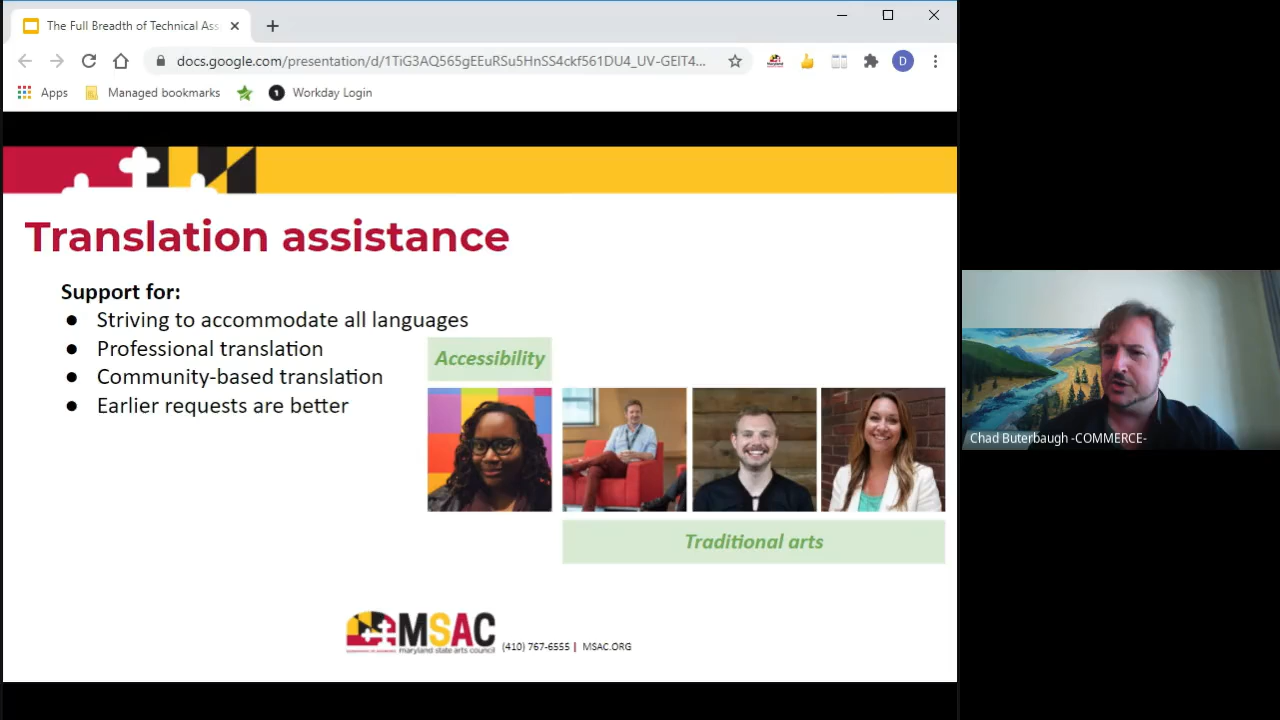 The Full Breadth of Technical Ass
docs.google.com/presentation/d/1TiG3AQ565gEEuRSu5HnSS4ckf561DU4_UV-GEIT4...
D
Apps
Managed bookmarks
1
Workday Login
Translation assistance
Support for:
● Striving to accommodate all languages
● Professional translation
● Community-based translation
● Earlier requests are better
Accessibility
Traditional arts
MSAC
maryland state arts council
(410) 767-6555 | MSAC.ORG
Chad Buterbaugh -COMMERCE-